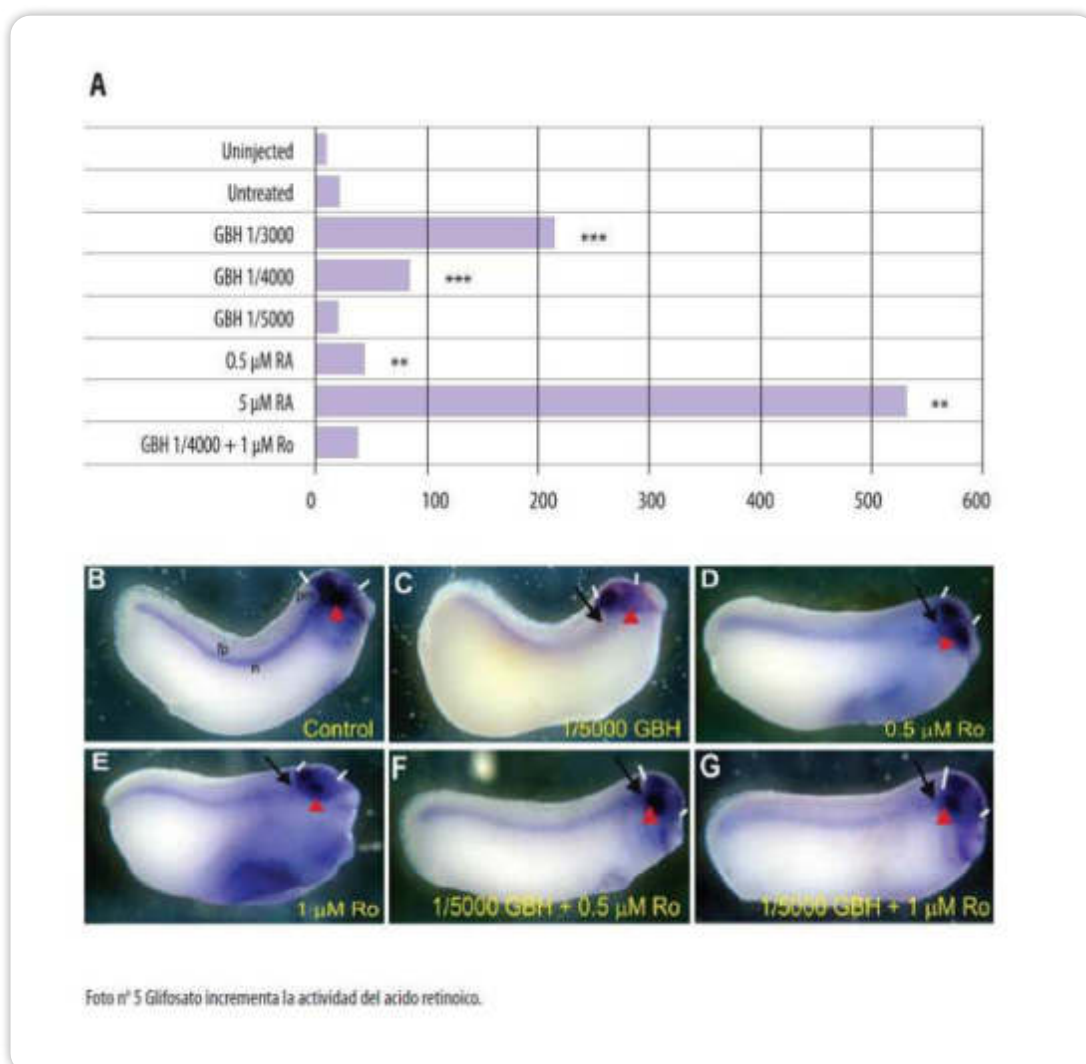 A
Uninjected
Untreated
GBH 1/3000 ***
GBH 1/4000 ***
GBH 1/5000
0.5 µM RA **
5 µM RA **
GBH 1/4000 + 1 µM Ro
0 100 200 300 400 500 600
B
fp
n
Control
C
1/5000 GBH
D
0.5 µM Ro
E
1 µM Ro
F
1/5000 GBH + 0.5 µM Ro
G
1/5000 GBH + 1 µM Ro
Foto nº 5 Glifosato incrementa la actividad del acido retinoico.